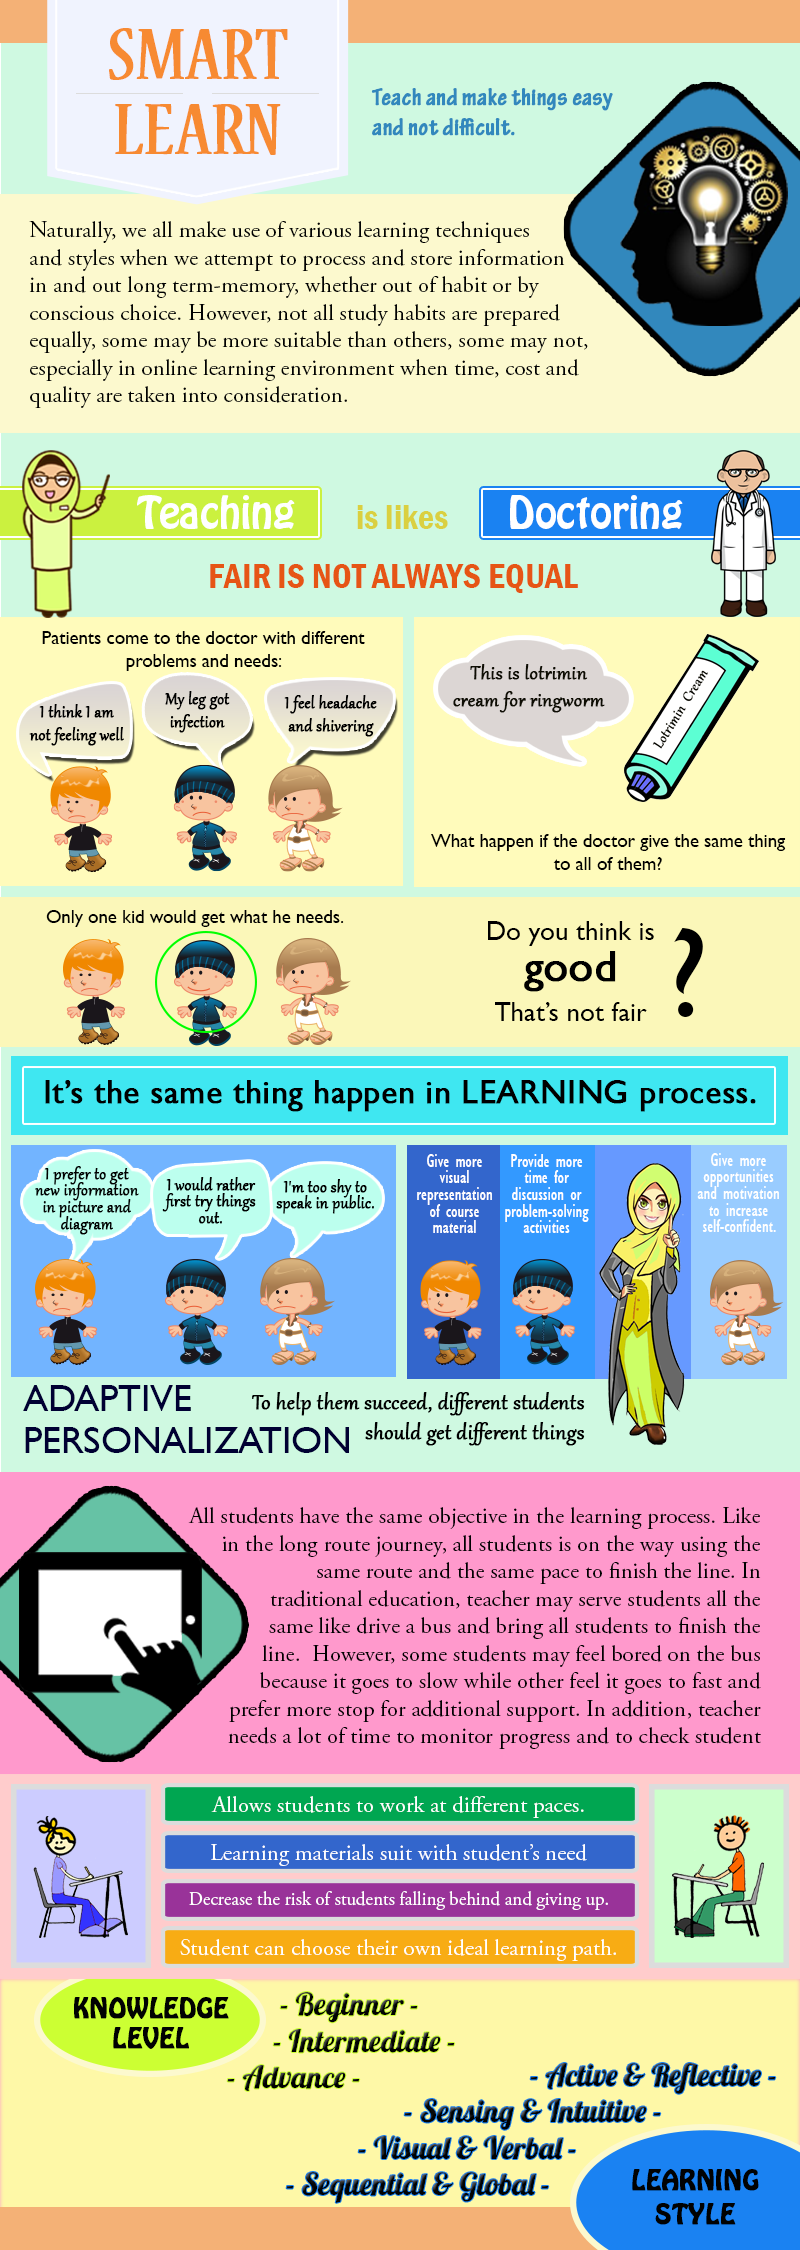 SMART
LEARN
Teach and make things easy
and not difficult.
Naturally, we all make use of various learning techniques
and styles when we attempt to process and store information
in and out long term-memory, whether out of habit or by
conscious choice. However, not all study habits are prepared
equally, some may be more suitable than others, some may not,
especially in online learning environment when time, cost and
quality are taken into consideration.
Teaching is likes Doctoring
FAIR IS NOT ALWAYS EQUAL
Patients come to the doctor with different
problems and needs:
I think I am
not feeling well
My leg got
infection
I feel headache
and shivering
This is lotrimin
cream for ringworm
Lotrimin Cream
What happen if the doctor give the same thing
to all of them?
Only one kid would get what he needs.
Do you think is
good
That's not fair
?
It's the same thing happen in LEARNING process.
I prefer to get
new information
in picture and
diagram
I would rather
first try things
out.
I'm too shy to
speak in public.
Give more
visual
representation
of course
material
Provide more
time for
discussion or
problem-solving
activities
Give more
opportunities
and motivation
to increase
self-confident.
ADAPTIVE
PERSONALIZATION
To help them succeed, different students
should get different things
All students have the same objective in the learning process. Like
in the long route journey, all students is on the way using the
same route and the same pace to finish the line. In
traditional education, teacher may serve students all the
same like drive a bus and bring all students to finish the
line. However, some students may feel bored on the bus
because it goes to slow while other feel it goes to fast and
prefer more stop for additional support. In addition, teacher
needs a lot of time to monitor progress and to check student
Allows students to work at different paces.
Learning materials suit with student's need
Decrease the risk of students falling behind and giving up.
Student can choose their own ideal learning path.
KNOWLEDGE
LEVEL
- Beginner -
- Intermediate -
- Advance -
- Active & Reflective -
- Sensing & Intuitive -
- Visual & Verbal -
- Sequential & Global -
LEARNING
STYLE